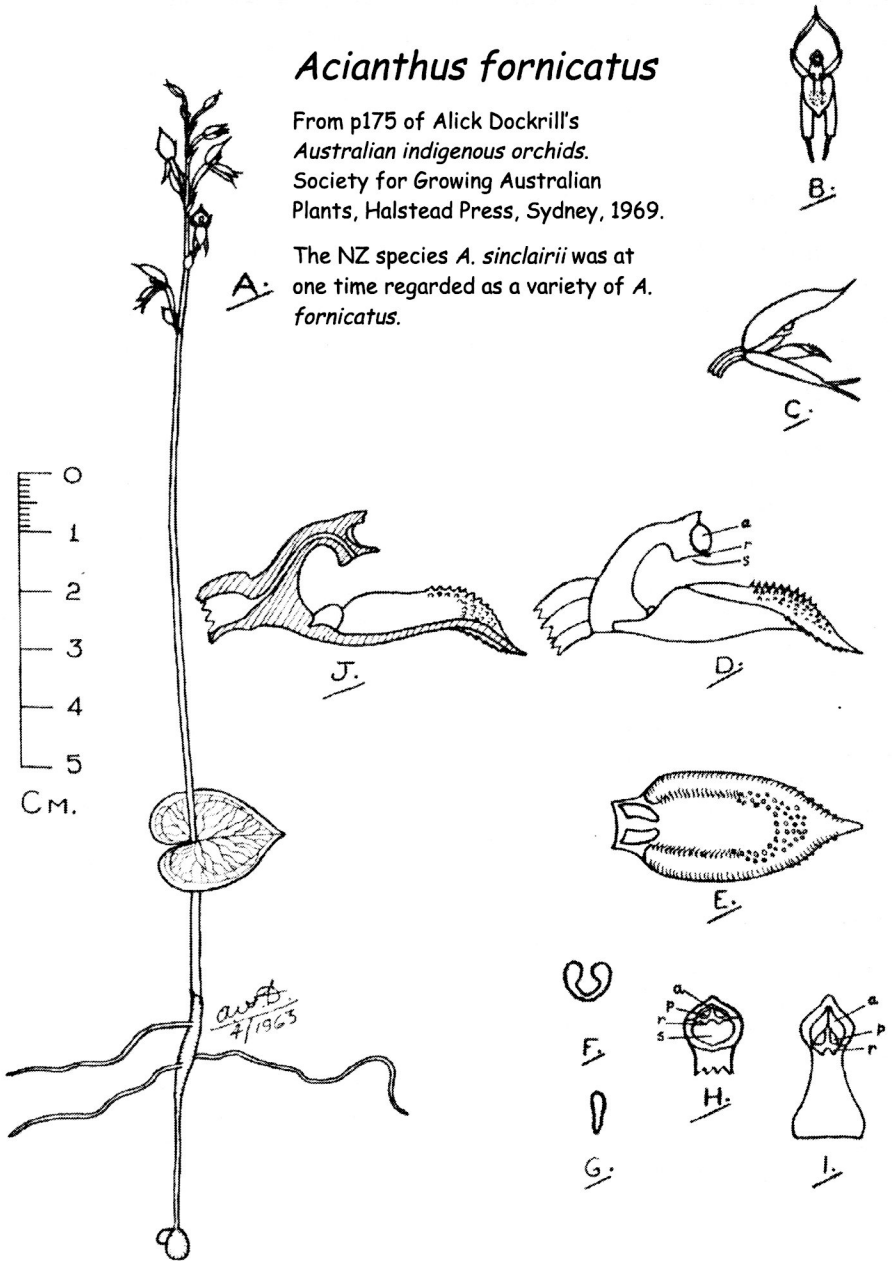 Acianthus fornicatus
From p175 of Alick Dockrill's
Australian indigenous orchids.
Society for Growing Australian
Plants, Halstead Press, Sydney, 1969.
The NZ species A. sinclairii was at
one time regarded as a variety of A.
fornicatus.
A.
B.
C.
0
1
2
3
4
5
CM.
J.
a
r
s
D.
E.
F.
G.
a
p
r
s
H.
a
p
r
I.
4/1963